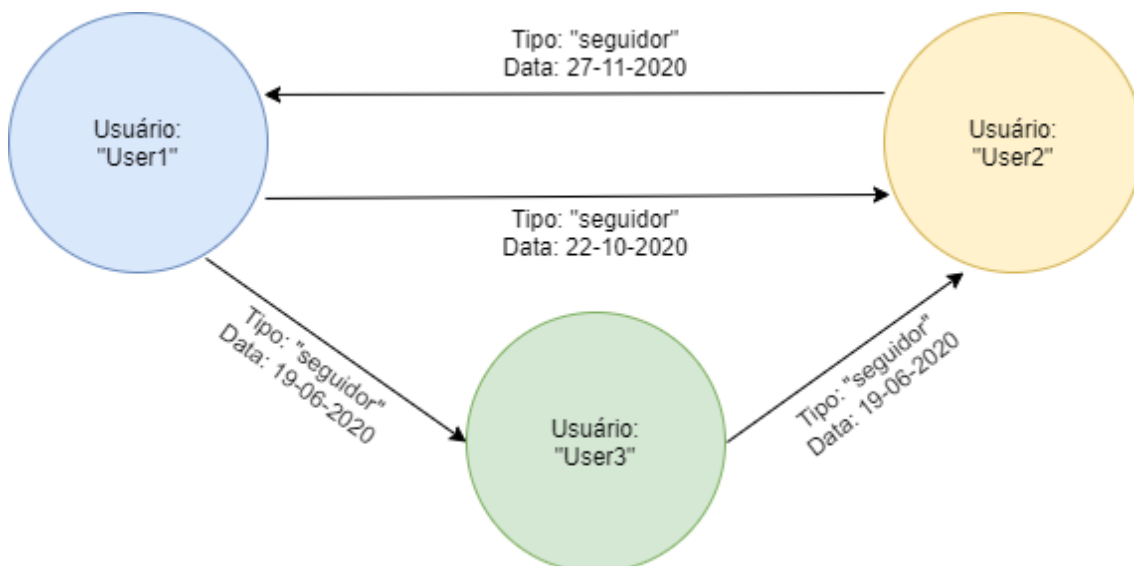 Tipo: "seguidor"
Data: 27-11-2020
Usuário:
"User1"
Usuário:
"User2"
Tipo: "seguidor"
Data: 22-10-2020
Tipo: "seguidor"
Data: 19-06-2020
Tipo: "seguidor"
Data: 19-06-2020
Usuário:
"User3"